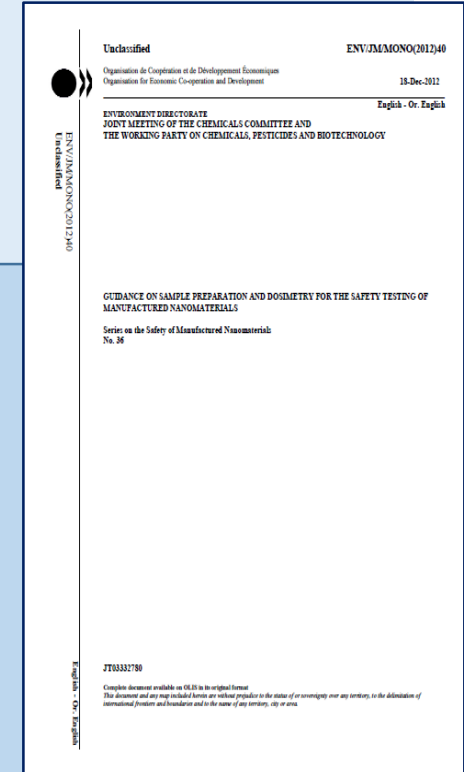 Unclassified ENV/JM/MONO(2012)40
Organisation de Coopération et de Développement Économiques
Organisation for Economic Co-operation and Development 18-Dec-2012
English - Or. English
ENVIRONMENT DIRECTORATE
JOINT MEETING OF THE CHEMICALS COMMITTEE AND
THE WORKING PARTY ON CHEMICALS, PESTICIDES AND BIOTECHNOLOGY
ENV/JM/MONO(2012)40
Unclassified
GUIDANCE ON SAMPLE PREPARATION AND DOSIMETRY FOR THE SAFETY TESTING OF
MANUFACTURED NANOMATERIALS
Series on the Safety of Manufactured Nanomaterials
No. 36
English - Or. English
JT03332780
Complete document available on OLIS in its original format
This document and any map included herein are without prejudice to the status of or sovereignty over any territory, to the delimitation of
international frontiers and boundaries and to the name of any territory, city or area.